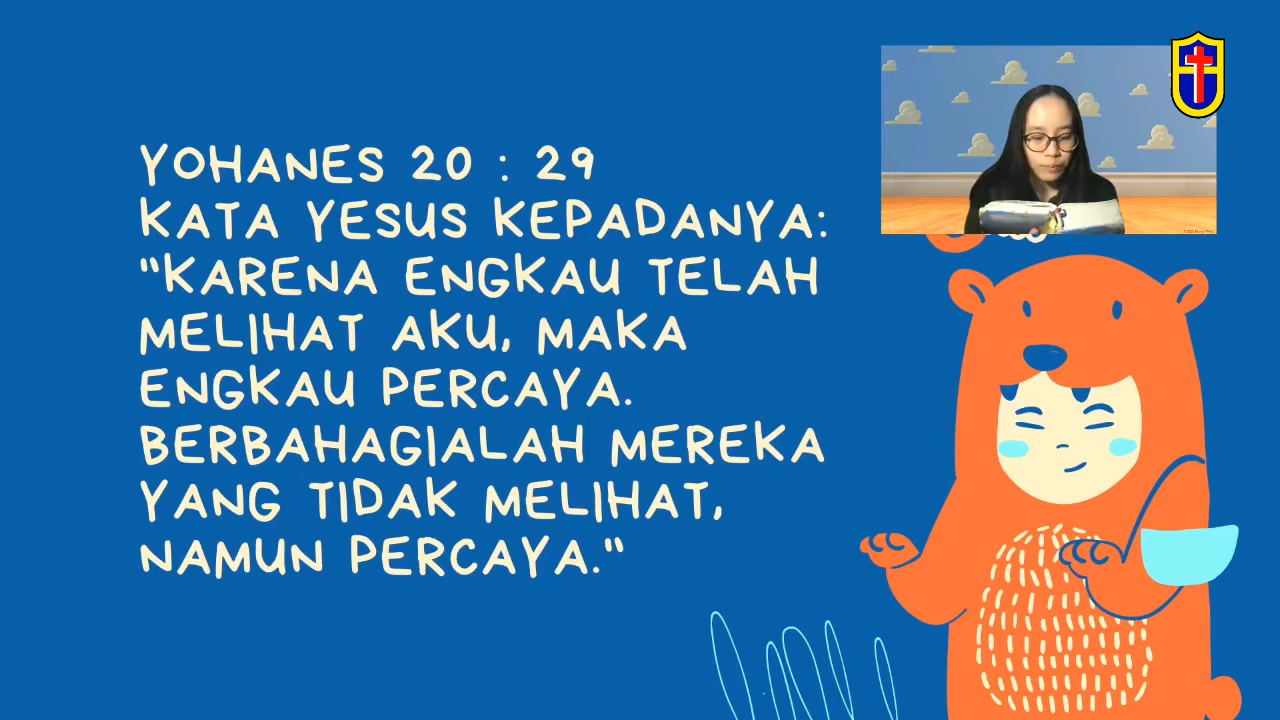 YOHANES 20 : 29
KATA YESUS KEPADANYA:
"KARENA ENGKAU TELAH
MELIHAT AKU, MAKA
ENGKAU PERCAYA.
BERBAHAGIALAH MEREKA
YANG TIDAK MELIHAT,
NAMUN PERCAYA."